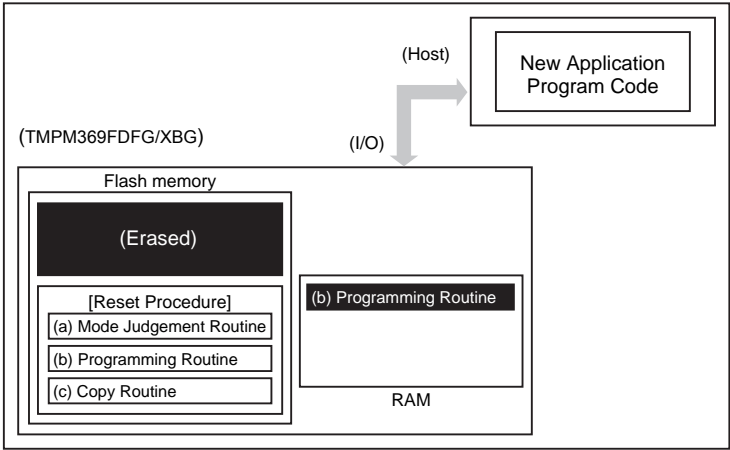 (Host)
New Application
Program Code
(TMPM369FDFG/XBG)
(I/O)
Flash memory
(Erased)
[Reset Procedure]
(a) Mode Judgement Routine
(b) Programming Routine
(c) Copy Routine
(b) Programming Routine
RAM